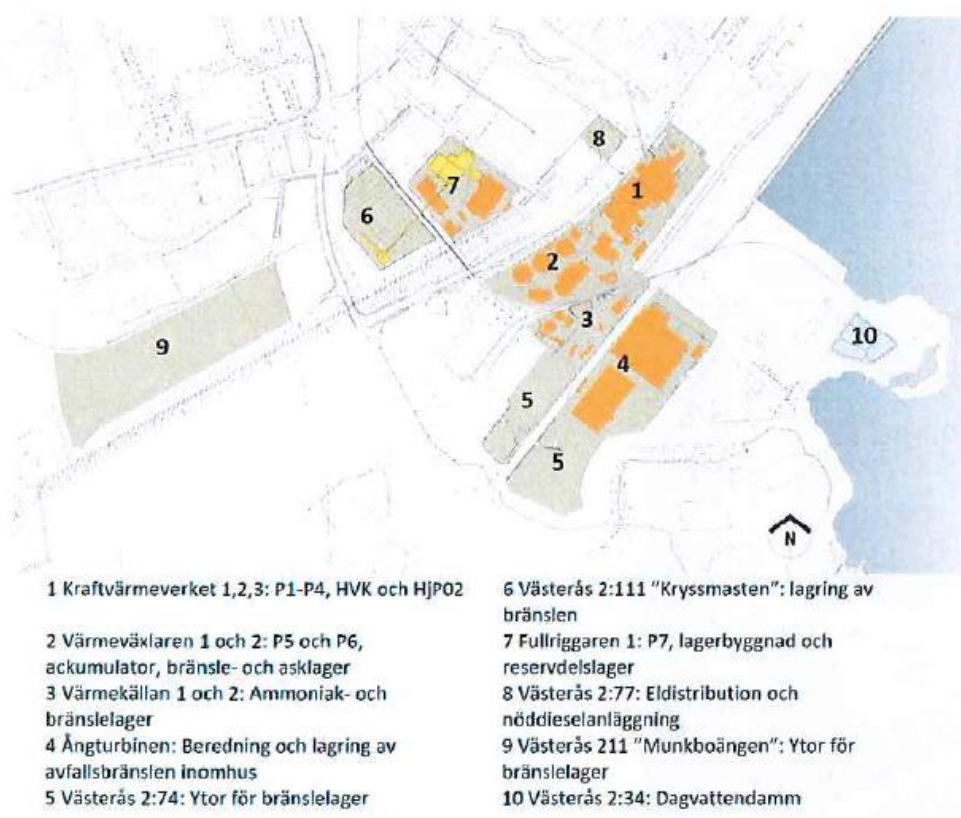 8
1
7
6
2
3
10
9
4
5
5
N
1 Kraftvärmeverket 1,2,3: P1-P4, HVK och HjP02
2 Värmeväxlaren 1 och 2: P5 och P6,
ackumulator, bränsle- och asklager
3 Värmekällan 1 och 2: Ammoniak- och
bränslelager
4 Ångturbinen: Beredning och lagring av
avfallsbränslen inomhus
5 Västerås 2:74: Ytor för bränslelager
6 Västerås 2:111 "Kryssmasten": lagring av
bränslen
7 Fullriggaren 1: P7, lagerbyggnad och
reservdelslager
8 Västerås 2:77: Eldistribution och
nöddieselanläggning
9 Västerås 211 "Munkboängen": Ytor för
bränslelager
10 Västerås 2:34: Dagvattendamm